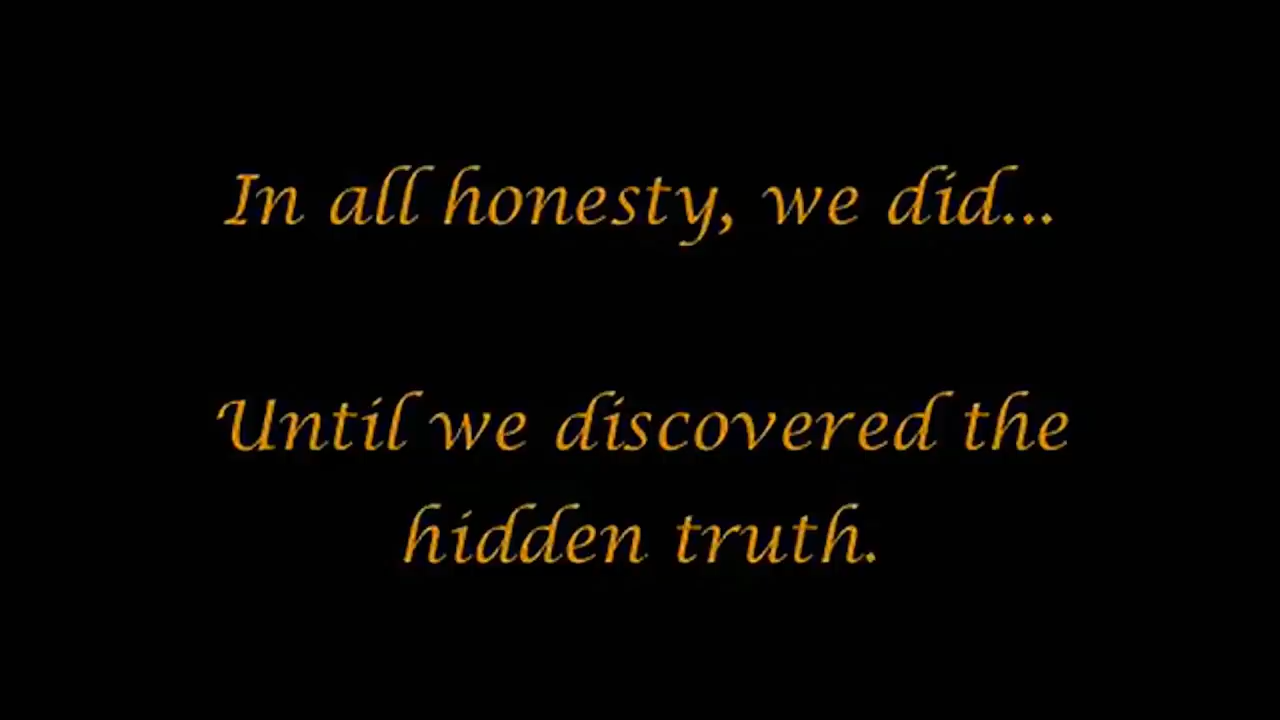 In all honesty, we did...
Until we discovered the
hidden truth.